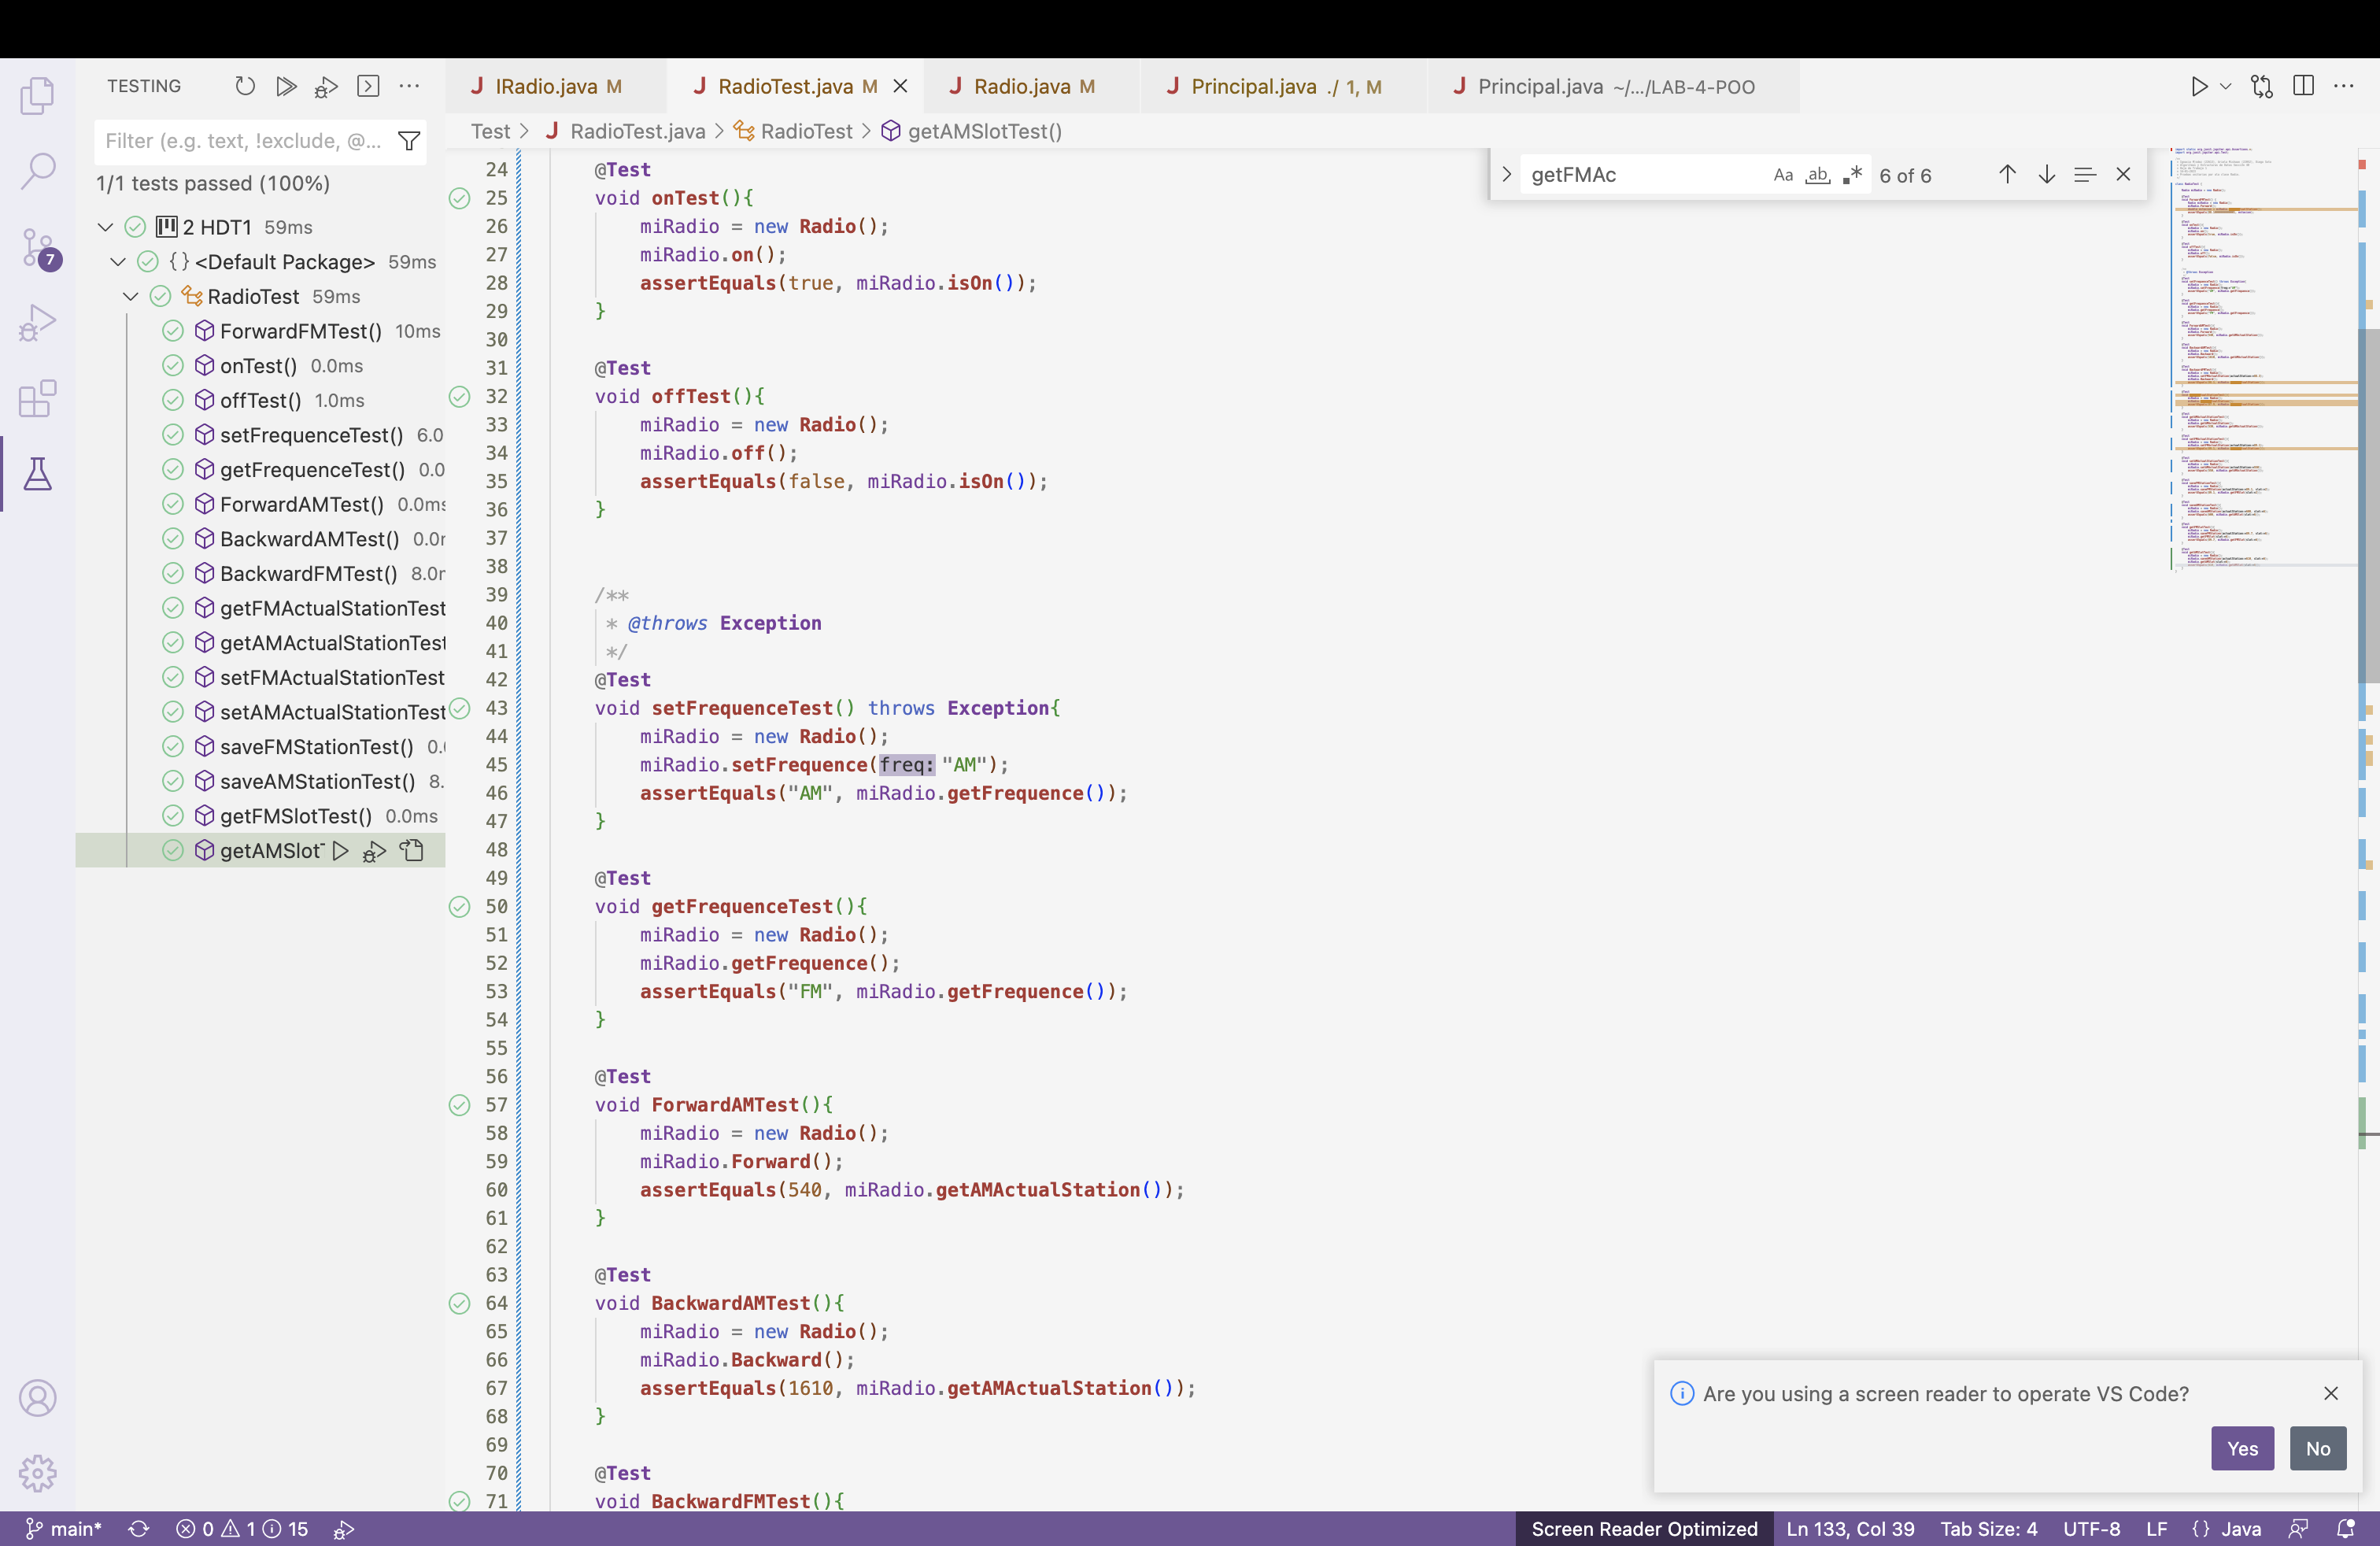 TESTING
IRadio.java M
RadioTest.java M
Radio.java M
Principal.java ./ 1, M
Principal.java ~/.../LAB-4-POO
Filter (e.g. text, !exclude, @...
Test > RadioTest.java > RadioTest > getAMSlotTest()
1/1 tests passed (100%)
getFMAc
Aa
ab
6 of 6
2 HDT1 59ms
{} <Default Package> 59ms
RadioTest 59ms
ForwardFMTest() 10ms
onTest() 0.0ms
offTest() 1.0ms
setFrequenceTest() 6.0
getFrequenceTest() 0.0
ForwardAMTest() 0.0ms
BackwardAMTest() 0.0m
BackwardFMTest() 8.0m
getFMActualStationTest
getAMActualStationTest
setFMActualStationTest
setAMActualStationTest
saveFMStationTest() 0.
saveAMStationTest() 8.
getFMSlotTest() 0.0ms
getAMSlot
7
24 @Test
25 void onTest(){
26 miRadio = new Radio();
27 miRadio.on();
28 assertEquals(true, miRadio.isOn());
29 }
30
31 @Test
32 void offTest(){
33 miRadio = new Radio();
34 miRadio.off();
35 assertEquals(false, miRadio.isOn());
36 }
37
38
39 /**
40 * @throws Exception
41 */
42 @Test
43 void setFrequenceTest() throws Exception{
44 miRadio = new Radio();
45 miRadio.setFrequence(freq: "AM");
46 assertEquals("AM", miRadio.getFrequence());
47 }
48
49 @Test
50 void getFrequenceTest(){
51 miRadio = new Radio();
52 miRadio.getFrequence();
53 assertEquals("FM", miRadio.getFrequence());
54 }
55
56 @Test
57 void ForwardAMTest(){
58 miRadio = new Radio();
59 miRadio.Forward();
60 assertEquals(540, miRadio.getAMActualStation());
61 }
62
63 @Test
64 void BackwardAMTest(){
65 miRadio = new Radio();
66 miRadio.Backward();
67 assertEquals(1610, miRadio.getAMActualStation());
68 }
69
70 @Test
71 void BackwardFMTest(){
Are you using a screen reader to operate VS Code?
Yes No
main* 0 1 15
Screen Reader Optimized Ln 133, Col 39 Tab Size: 4 UTF-8 LF {} Java